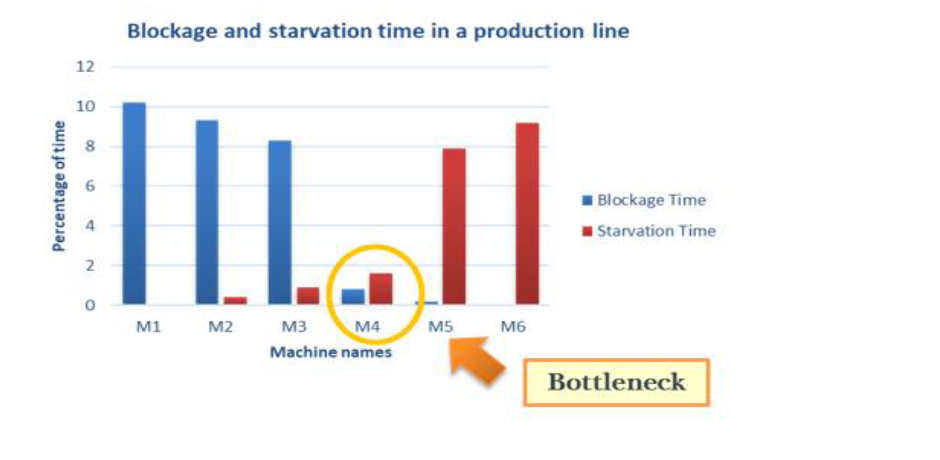 Blockage and starvation time in a production line
12
10
8
6
4
2
0
Percentage of time
M1 M2 M3 M4 M5 M6
Machine names
Blockage Time
Starvation Time
Bottleneck